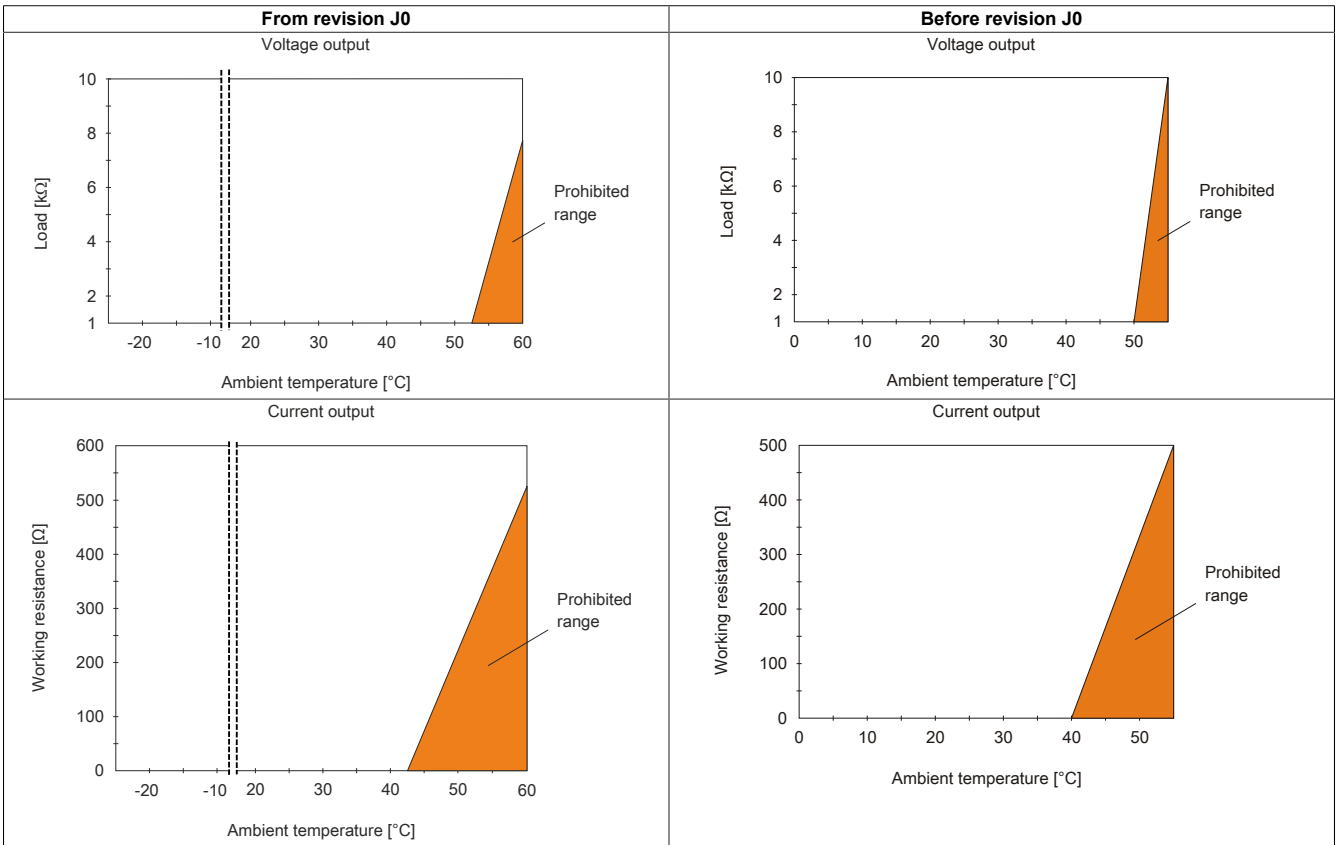 From revision J0
Before revision J0
Voltage output
10
8
6
4
2
1
Load [kΩ]
-20 -10 20 30 40 50 60
Ambient temperature [°C]
Prohibited
range
Voltage output
10
8
6
4
2
1
Load [kΩ]
0 10 20 30 40 50
Ambient temperature [°C]
Prohibited
range
Current output
600
500
400
300
200
100
0
Working resistance [Ω]
-20 -10 20 30 40 50 60
Ambient temperature [°C]
Prohibited
range
Current output
500
400
300
200
100
0
Working resistance [Ω]
0 10 20 30 40 50
Ambient temperature [°C]
Prohibited
range